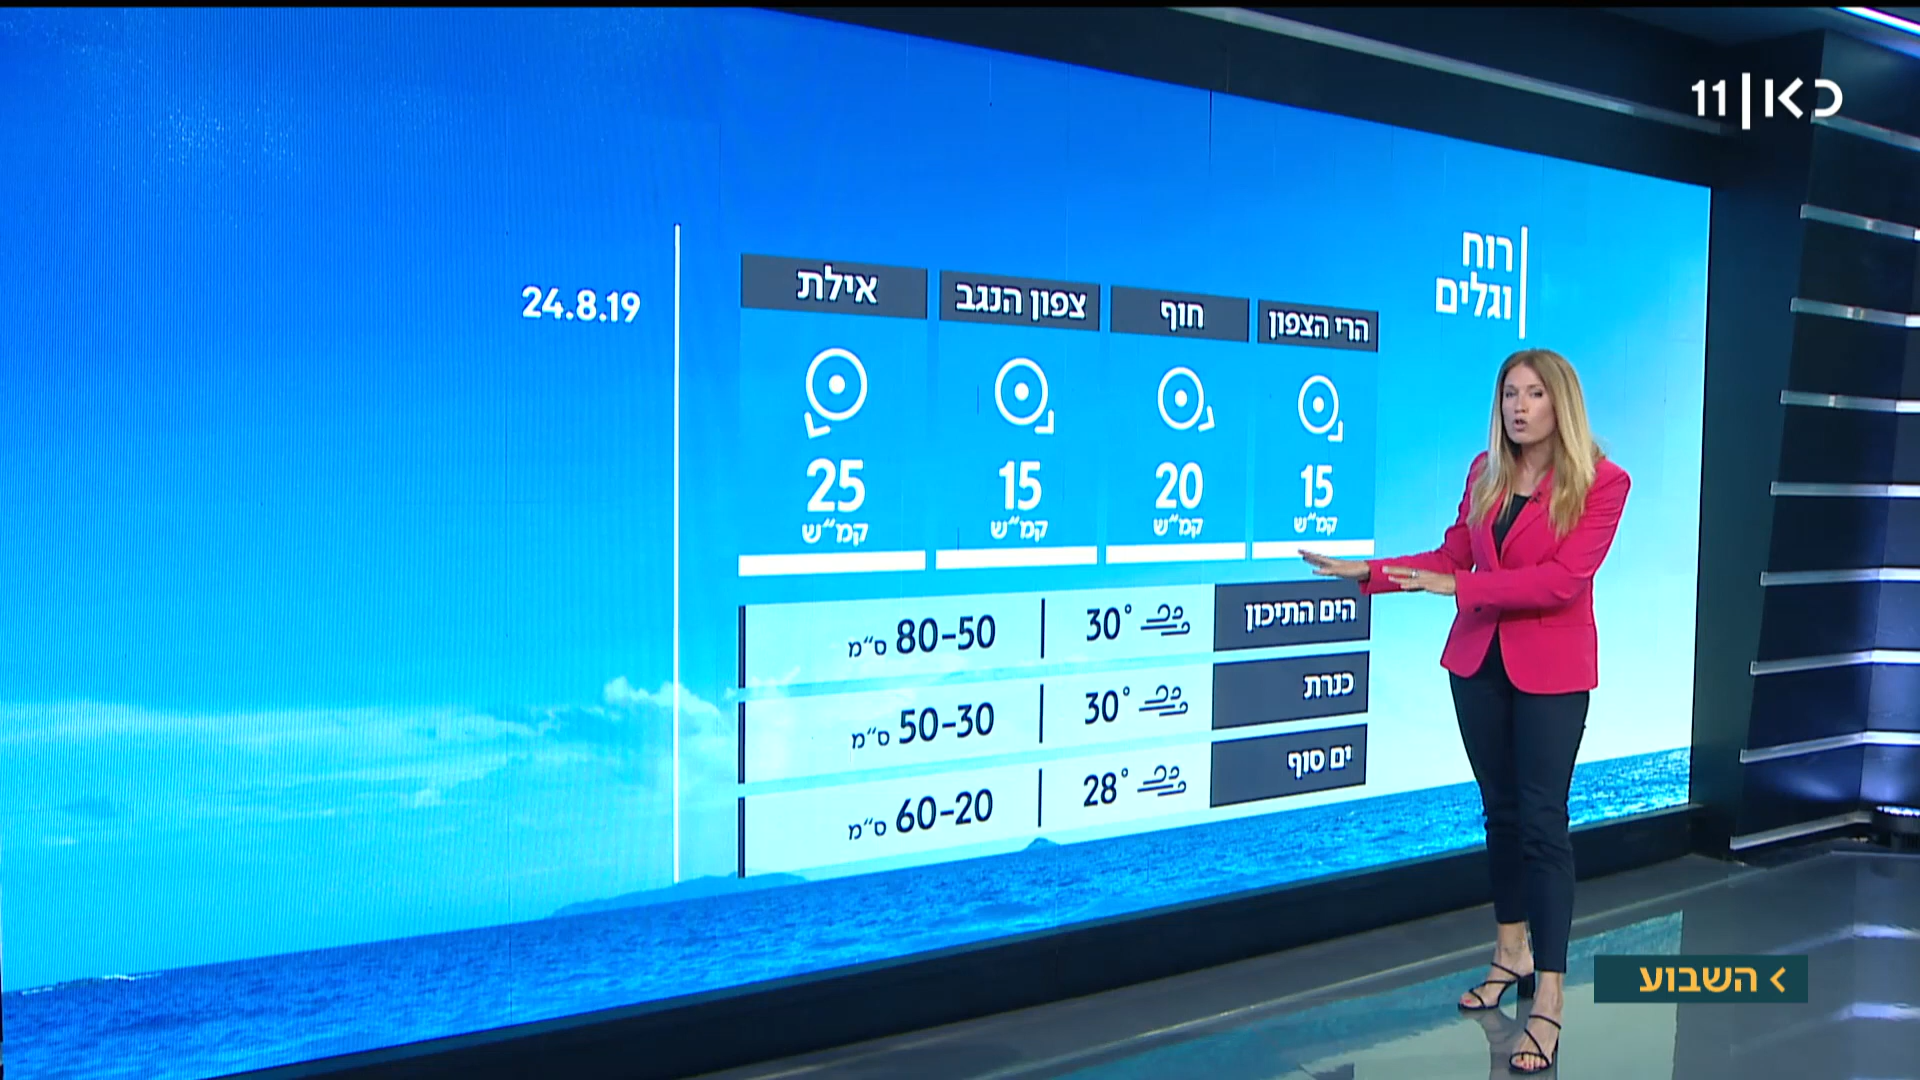 כאן 11
רוח
וגלים
הרי הצפון
חוף
צפון הנגב
אילת
15
קמ״ש
20
קמ״ש
15
קמ״ש
25
קמ״ש
24.8.19
הים התיכון
30°
80-50 ס״מ
כנרת
30°
50-30 ס״מ
ים סוף
28°
60-20 ס״מ
השבוע